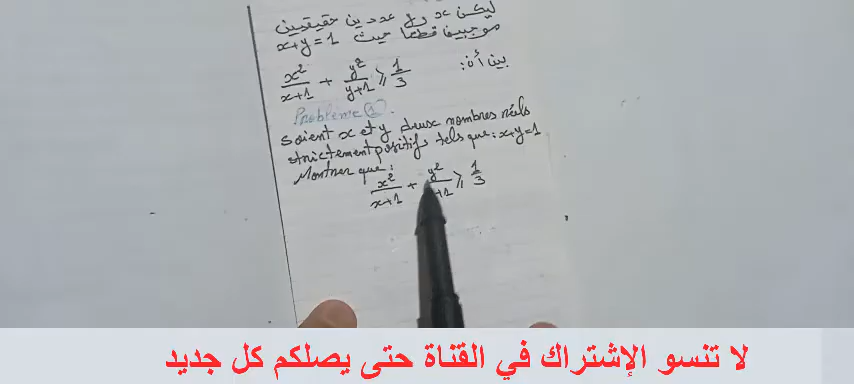 ليكن x و y عددين حقيقيين
موجبين قطعا حيث x+y=1
بين أن:
x²/(x+1) + y²/(y+1) ⩾ 1/3
Problème ①.
Soient x et y deux nombres réels
strictement positifs tels que: x+y=1
Montrer que:
x²/(x+1) + y²/(y+1) ⩾ 1/3
لا تنسو الإشتراك في القناة حتى يصلكم كل جديد